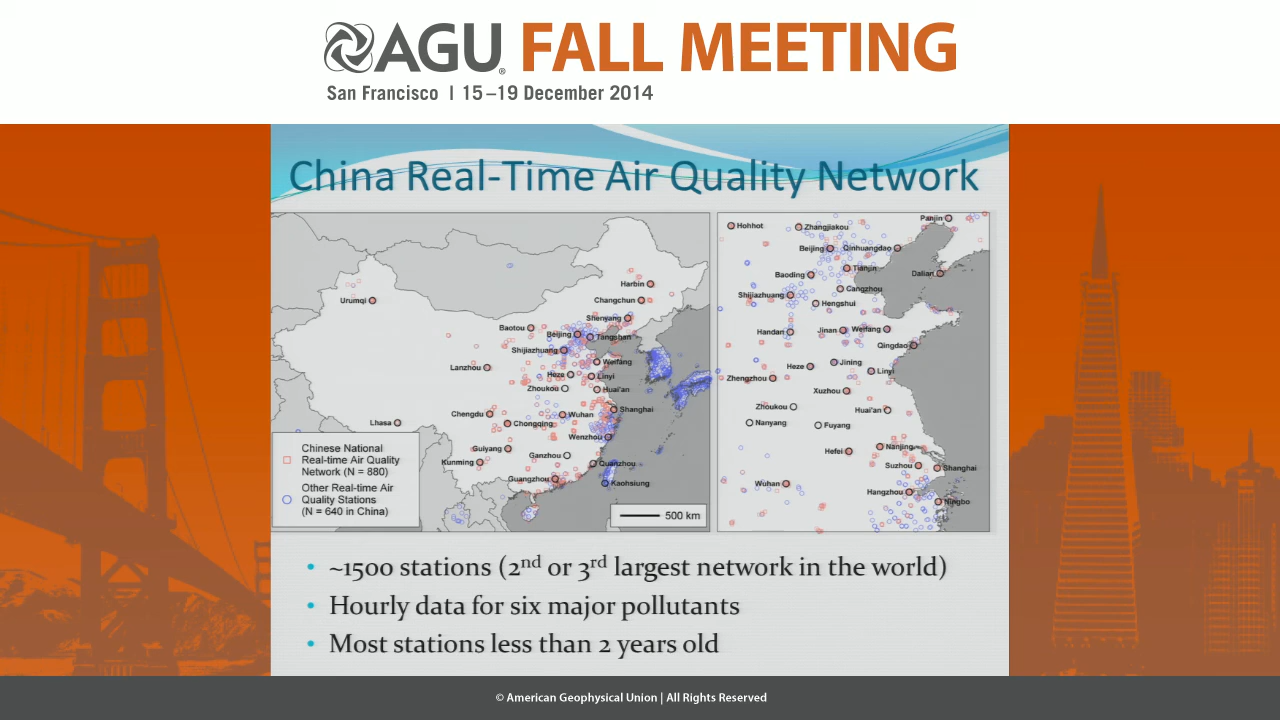 AGU FALL MEETING
San Francisco | 15–19 December 2014
China Real-Time Air Quality Network
Urumqi
Harbin
Changchun
Shenyang
Baotou
Beijing
Tangshan
Shijiazhuang
Weifang
Lanzhou
Heze
Linyi
Zhoukou
Huai'an
Chengdu
Wuhan
Shanghai
Lhasa
Chongqing
Wenzhou
Guiyang
Ganzhou
Kunming
Quanzhou
Guangzhou
Kaohsiung
Chinese National
Real-time Air Quality
Network (N = 880)
Other Real-time Air
Quality Stations
(N = 640 in China)
500 km
Hohhot
Zhangjiakou
Panjin
Beijing
Qinhuangdao
Baoding
Tianjin
Dalian
Shijiazhuang
Cangzhou
Hengshui
Handan
Jinan
Weifang
Qingdao
Heze
Jining
Linyi
Zhengzhou
Xuzhou
Zhoukou
Huai'an
Nanyang
Fuyang
Hefei
Nanjing
Suzhou
Shanghai
Wuhan
Hangzhou
Ningbo
• ~1500 stations (2nd or 3rd largest network in the world)
• Hourly data for six major pollutants
• Most stations less than 2 years old
© American Geophysical Union | All Rights Reserved